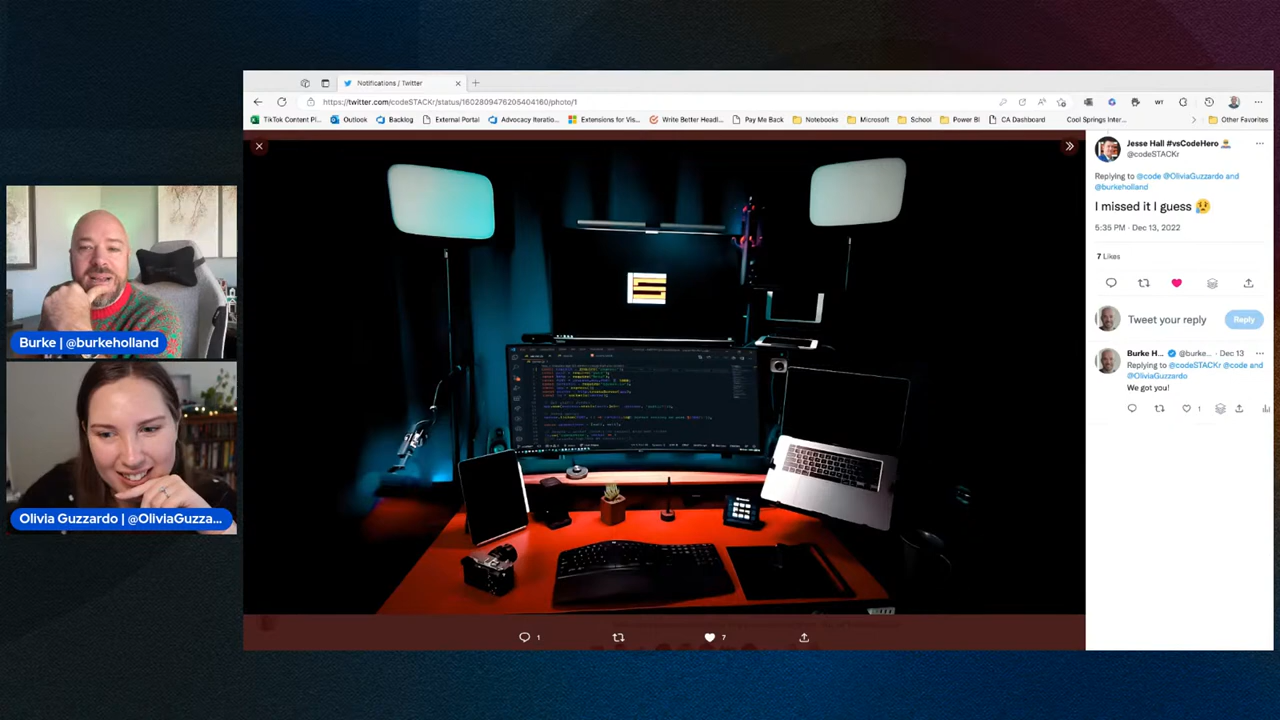 Notifications / Twitter
https://twitter.com/codeSTACKr/status/1602809476205404160/photo/1
TikTok Content Pl...
Outlook
Backlog
External Portal
Advocacy Iteratio...
Extensions for Vis...
Write Better Headl...
Pay Me Back
Notebooks
Microsoft
School
Power BI
CA Dashboard
Cool Springs Inter...
Other Favorites
Jesse Hall #vsCodeHero
@codeSTACKr
Replying to @code @OliviaGuzzardo and
@burkeholland
I missed it I guess 😢
5:35 PM · Dec 13, 2022
7 Likes
Tweet your reply
Reply
Burke H... @burke... · Dec 13
Replying to @codeSTACKr @code and
@OliviaGuzzardo
We got you!
1
1
7
Burke | @burkeholland
Olivia Guzzardo | @OliviaGuzza...